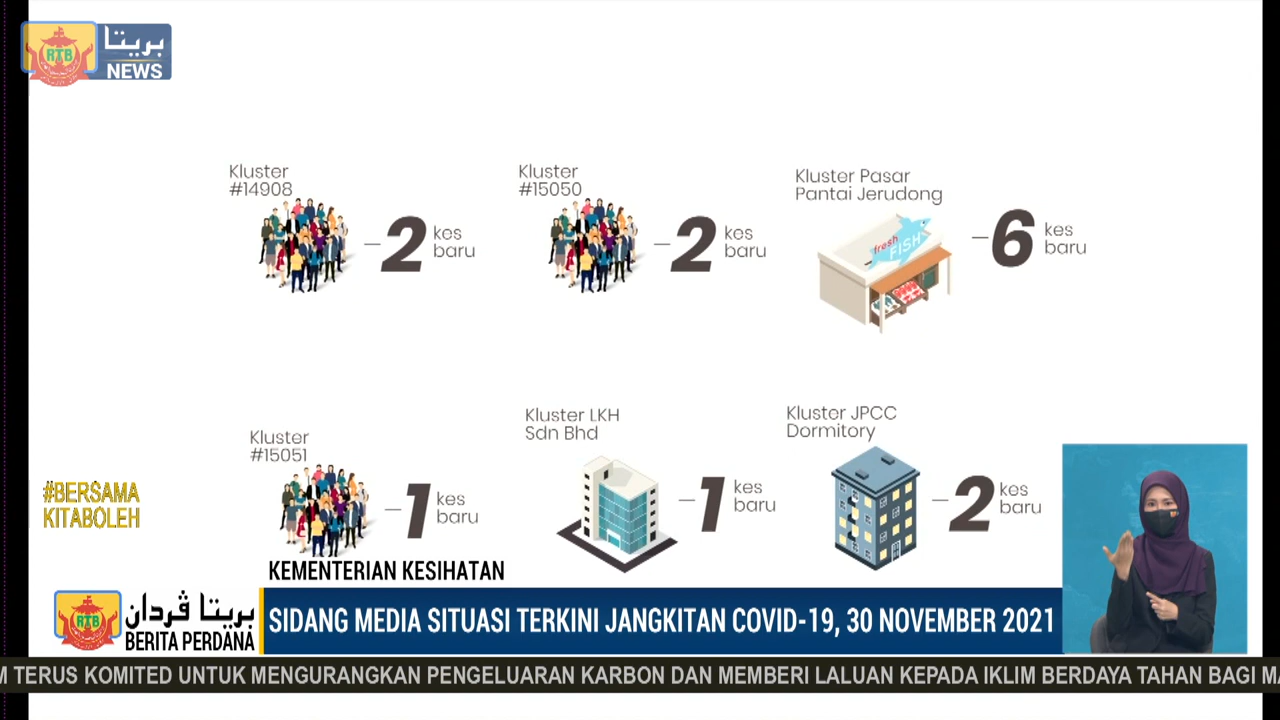 بريتا
RTB
NEWS
Kluster
#14908
2 kes
baru
Kluster
#15050
2 kes
baru
Kluster Pasar
Pantai Jerudong
fresh
FISH
6 kes
baru
Kluster
#15051
1 kes
baru
Kluster LKH
Sdn Bhd
1 kes
baru
Kluster JPCC
Dormitory
2 kes
baru
#BERSAMA
KITABOLEH
KEMENTERIAN KESIHATAN
RTB
بريتا ڤردان
BERITA PERDANA
SIDANG MEDIA SITUASI TERKINI JANGKITAN COVID-19, 30 NOVEMBER 2021
M TERUS KOMITED UNTUK MENGURANGKAN PENGELUARAN KARBON DAN MEMBERI LALUAN KEPADA IKLIM BERDAYA TAHAN BAGI MA